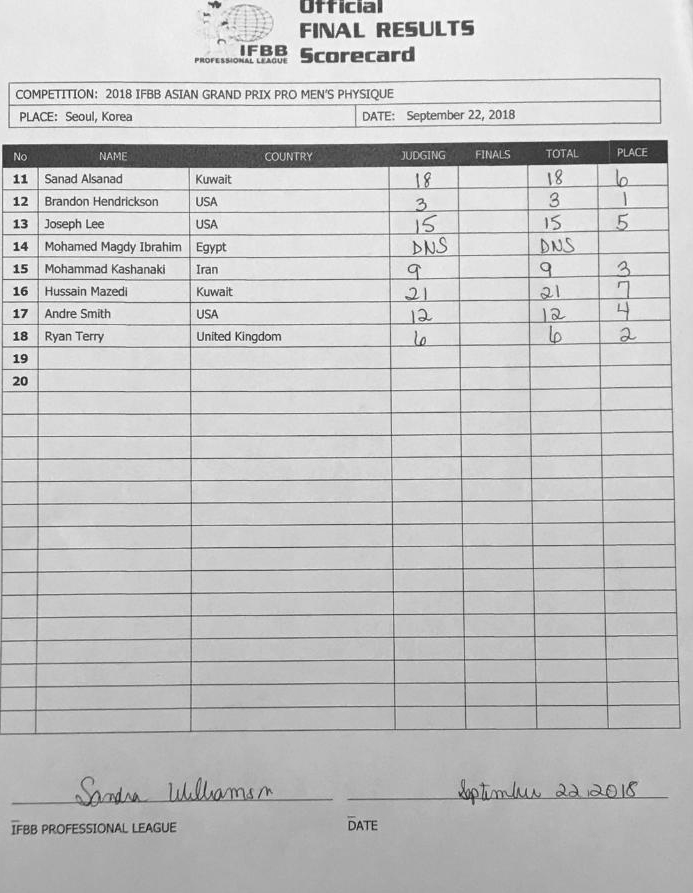 Official
FINAL RESULTS
IFBB Scorecard
PROFESSIONAL LEAGUE
COMPETITION: 2018 IFBB ASIAN GRAND PRIX PRO MEN'S PHYSIQUE
PLACE: Seoul, Korea DATE: September 22, 2018
No NAME COUNTRY JUDGING FINALS TOTAL PLACE
11 Sanad Alsanad Kuwait 18 18 6
12 Brandon Hendrickson USA 3 3 1
13 Joseph Lee USA 15 15 5
14 Mohamed Magdy Ibrahim Egypt DNS DNS
15 Mohammad Kashanaki Iran 9 9 3
16 Hussain Mazedi Kuwait 21 21 7
17 Andre Smith USA 12 12 4
18 Ryan Terry United Kingdom 6 6 2
19
20
Sandra Williamson September 22, 2018
IFBB PROFESSIONAL LEAGUE DATE